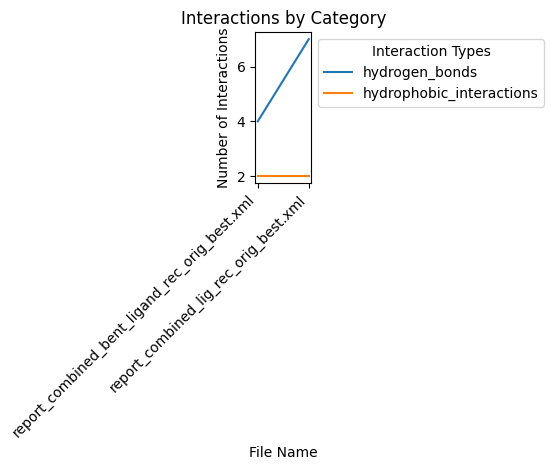 Interactions by Category
Number of Interactions
6
4
2
Interaction Types
hydrogen_bonds
hydrophobic_interactions
report_combined_bent_ligand_rec_orig_best.xml
report_combined_lig_rec_orig_best.xml
File Name